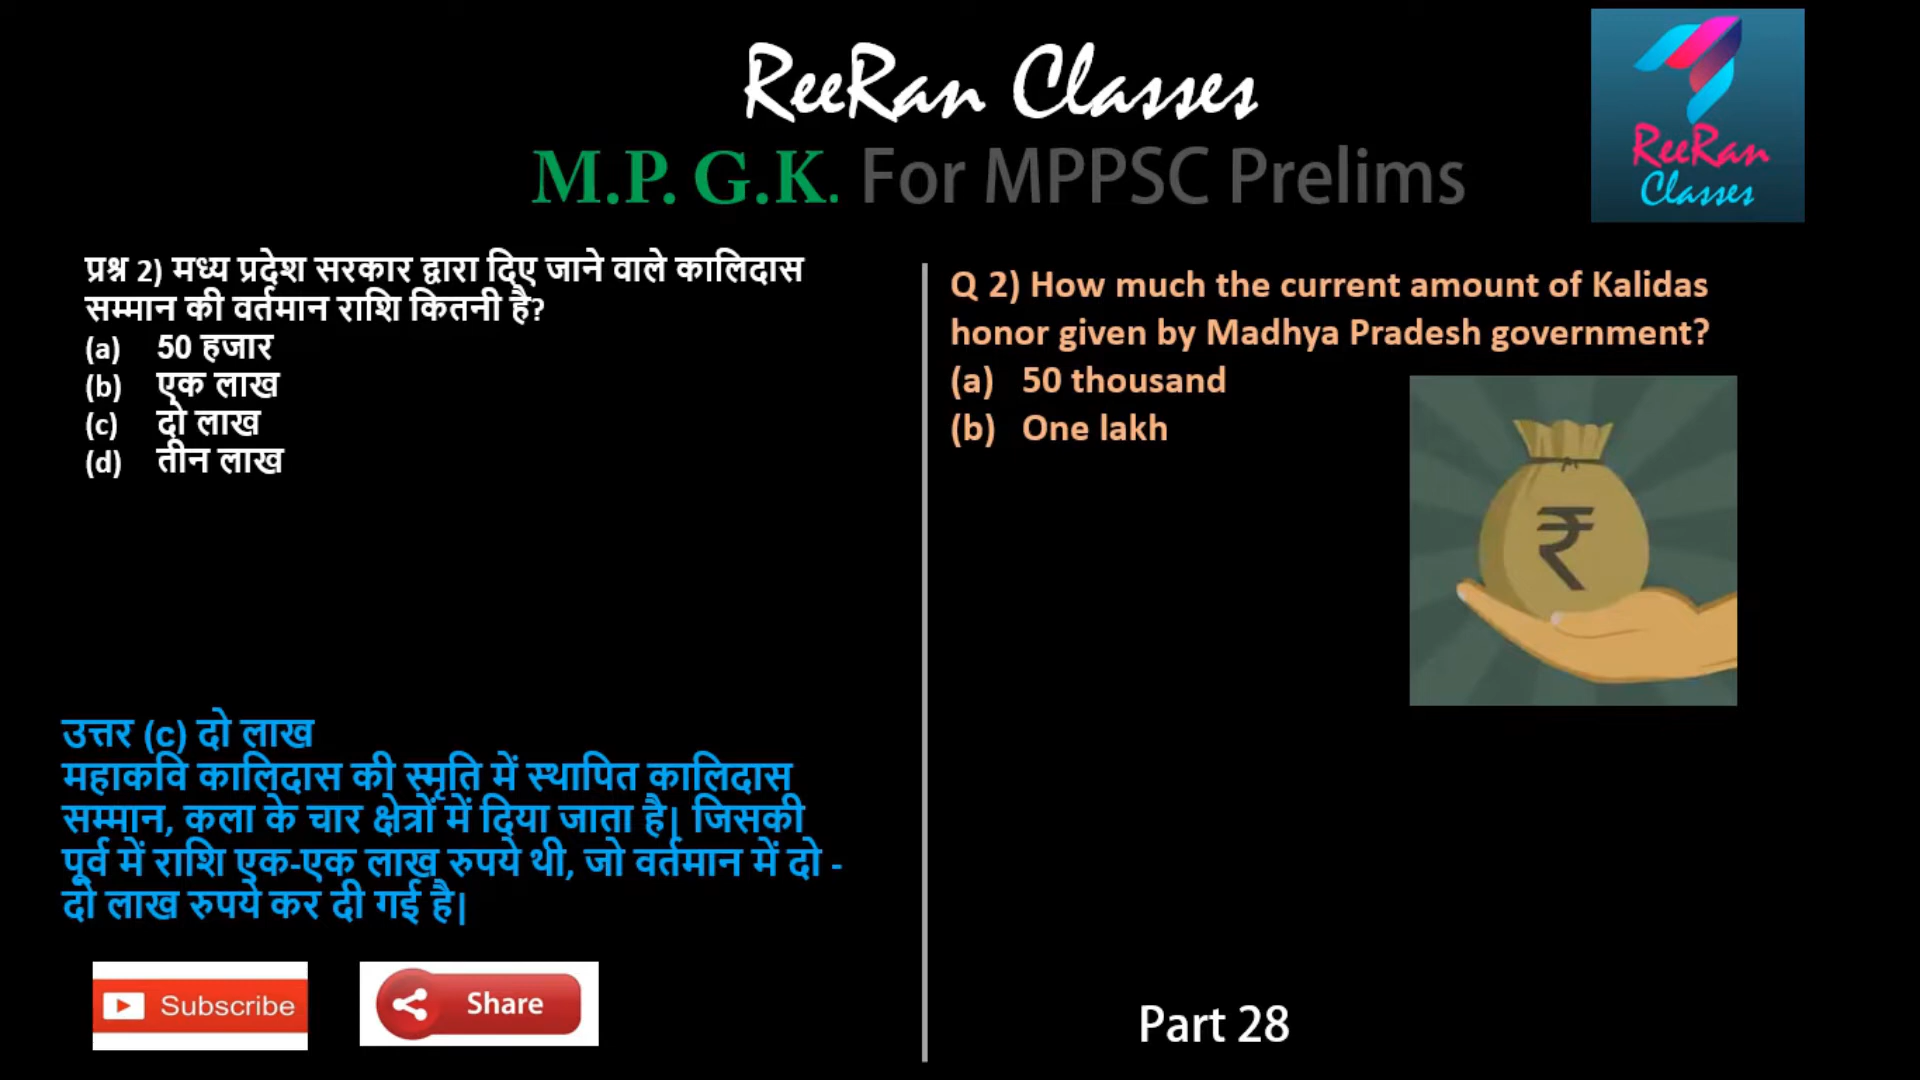 ReeRan Classes
M.P. G.K. For MPPSC Prelims
ReeRan
Classes
प्रश्न 2) मध्य प्रदेश सरकार द्वारा दिए जाने वाले कालिदास
सम्मान की वर्तमान राशि कितनी है?
(a) 50 हजार
(b) एक लाख
(c) दो लाख
(d) तीन लाख
उत्तर (c) दो लाख
महाकवि कालिदास की स्मृति में स्थापित कालिदास
सम्मान, कला के चार क्षेत्रों में दिया जाता है| जिसकी
पूर्व में राशि एक-एक लाख रुपये थी, जो वर्तमान में दो -
दो लाख रुपये कर दी गई है|
Subscribe
Share
Q 2) How much the current amount of Kalidas
honor given by Madhya Pradesh government?
(a) 50 thousand
(b) One lakh
₹
Part 28